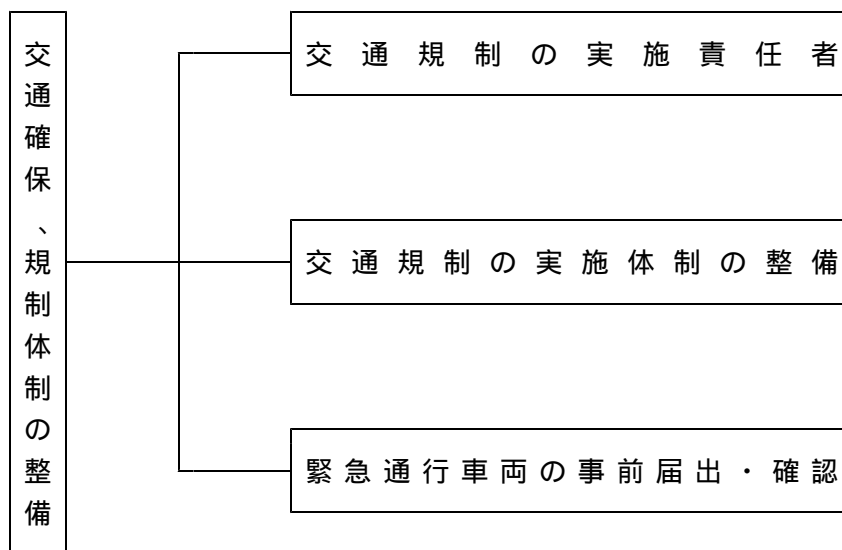 交通確保、規制体制の整備
交通規制の実施責任者
交通規制の実施体制の整備
緊急通行車両の事前届出・確認